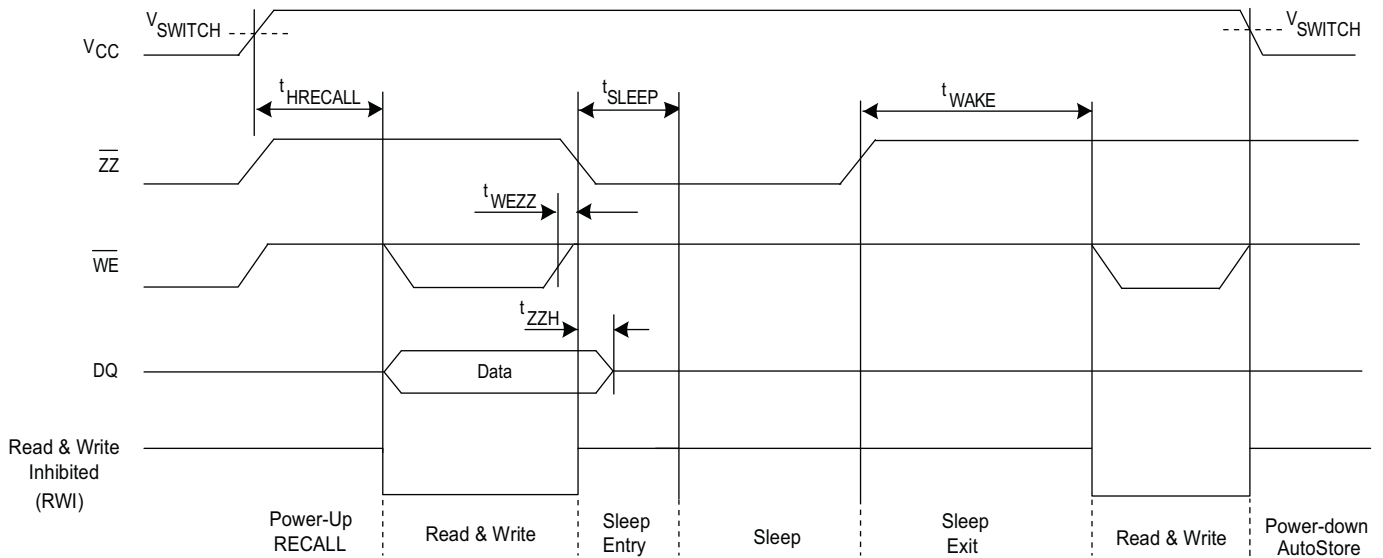 VSWITCH
VSWITCH
VCC
tHRECALL
tSLEEP
tWAKE
ZZ
tWEZZ
WE
tZZH
DQ
Data
Read & Write
Inhibited
(RWI)
Power-Up
RECALL
Read & Write
Sleep
Entry
Sleep
Sleep
Exit
Read & Write
Power-down
AutoStore